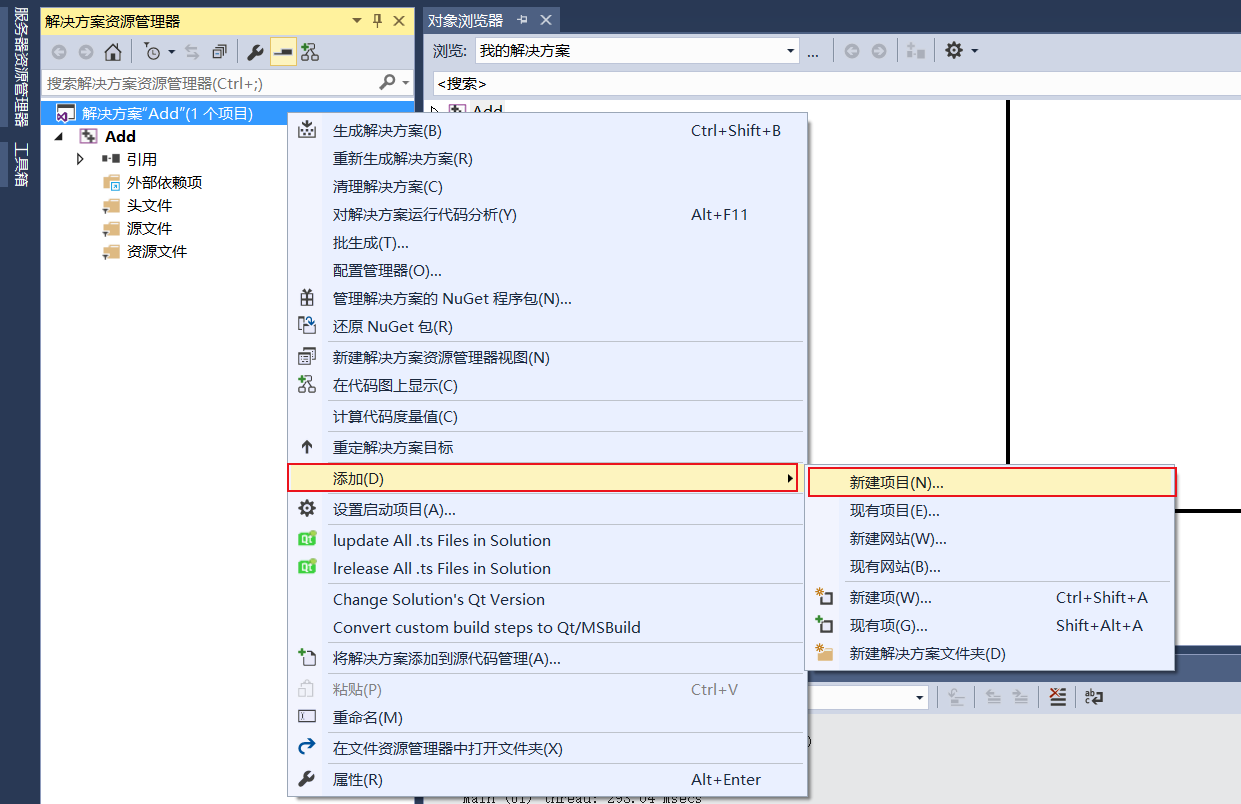 服务器资源管理器
工具箱
解决方案资源管理器
搜索解决方案资源管理器(Ctrl+;)
解决方案"Add"(1 个项目)
Add
引用
外部依赖项
头文件
源文件
资源文件
对象浏览器
浏览: 我的解决方案 ...
<搜索>
Add
生成解决方案(B) Ctrl+Shift+B
重新生成解决方案(R)
清理解决方案(C)
对解决方案运行代码分析(Y) Alt+F11
批生成(T)...
配置管理器(O)...
管理解决方案的 NuGet 程序包(N)...
还原 NuGet 包(R)
新建解决方案资源管理器视图(N)
在代码图上显示(C)
计算代码度量值(C)
重定解决方案目标
添加(D)
设置启动项目(A)...
lupdate All .ts Files in Solution
lrelease All .ts Files in Solution
Change Solution's Qt Version
Convert custom build steps to Qt/MSBuild
将解决方案添加到源代码管理(A)...
粘贴(P) Ctrl+V
重命名(M)
在文件资源管理器中打开文件夹(X)
属性(R) Alt+Enter
新建项目(N)...
现有项目(E)...
新建网站(W)...
现有网站(B)...
新建项(W)... Ctrl+Shift+A
现有项(G)... Shift+Alt+A
新建解决方案文件夹(D)
main (UI) thread: 293.04 msecs